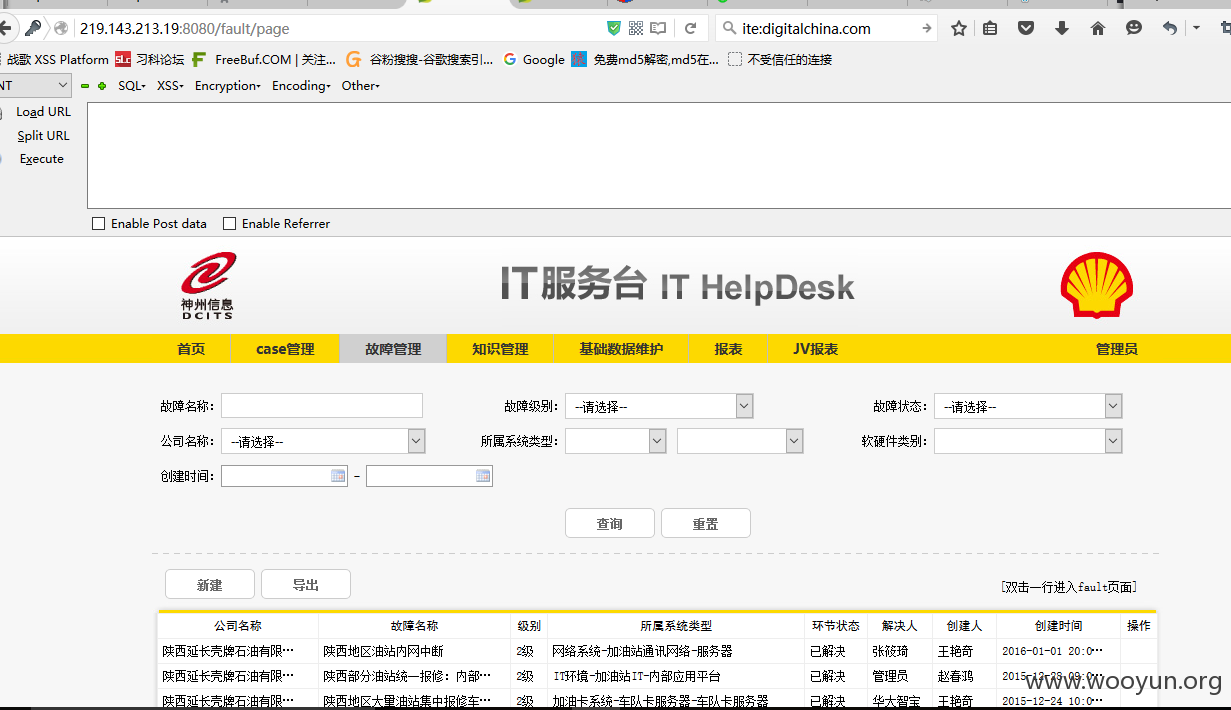 219.143.213.19:8080/fault/page ite:digitalchina.com
战歌 XSS Platform 习科论坛 FreeBuf.COM | 关注... 谷粉搜搜-谷歌搜索引... Google 免费md5解密,md5在... 不受信任的连接
NT SQL XSS Encryption Encoding Other
Load URL
Split URL
Execute
Enable Post data Enable Referrer
神州信息
DCITS
IT服务台 IT HelpDesk
首页 case管理 故障管理 知识管理 基础数据维护 报表 JV报表 管理员
故障名称： 故障级别： --请选择-- 故障状态： --请选择--
公司名称： --请选择-- 所属系统类型： 软硬件类别：
创建时间： –
查询 重置
新建 导出 [双击一行进入fault页面]
公司名称 故障名称 级别 所属系统类型 环节状态 解决人 创建人 创建时间 操作
陕西延长壳牌石油有限... 陕西地区油站内网中断 2级 网络系统-加油站通讯网络-服务器 已解决 张筱琦 王艳奇 2016-01-01 20:0...
陕西延长壳牌石油有限... 陕西部分油站统一报修：内部... 2级 IT环境-加油站IT-内部应用平台 已解决 管理员 赵春鸿 2015-12-28 09:0...
陕西延长壳牌石油有限... 陕西地区大量油站集中报修车... 2级 加油卡系统-车队卡服务器-车队卡服务器 已解决 华大智宝 王艳奇 2015-12-24 10:0...
www.wooyun.org